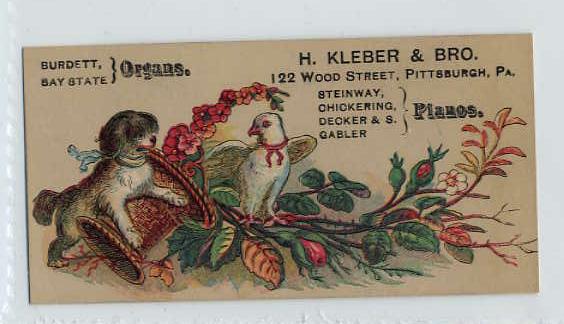 BURDETT,
BAY STATE } Organs.
H. KLEBER & BRO.
122 WOOD STREET, PITTSBURGH, PA.
STEINWAY,
CHICKERING,
DECKER & S.
GABLER } Pianos.